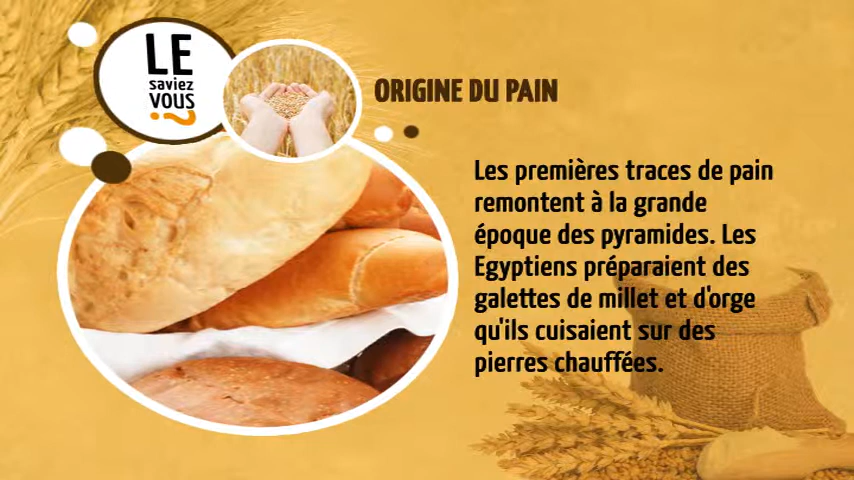 LE
saviez
VOUS
?
ORIGINE DU PAIN
Les premières traces de pain
remontent à la grande
époque des pyramides. Les
Egyptiens préparaient des
galettes de millet et d'orge
qu'ils cuisaient sur des
pierres chauffées.